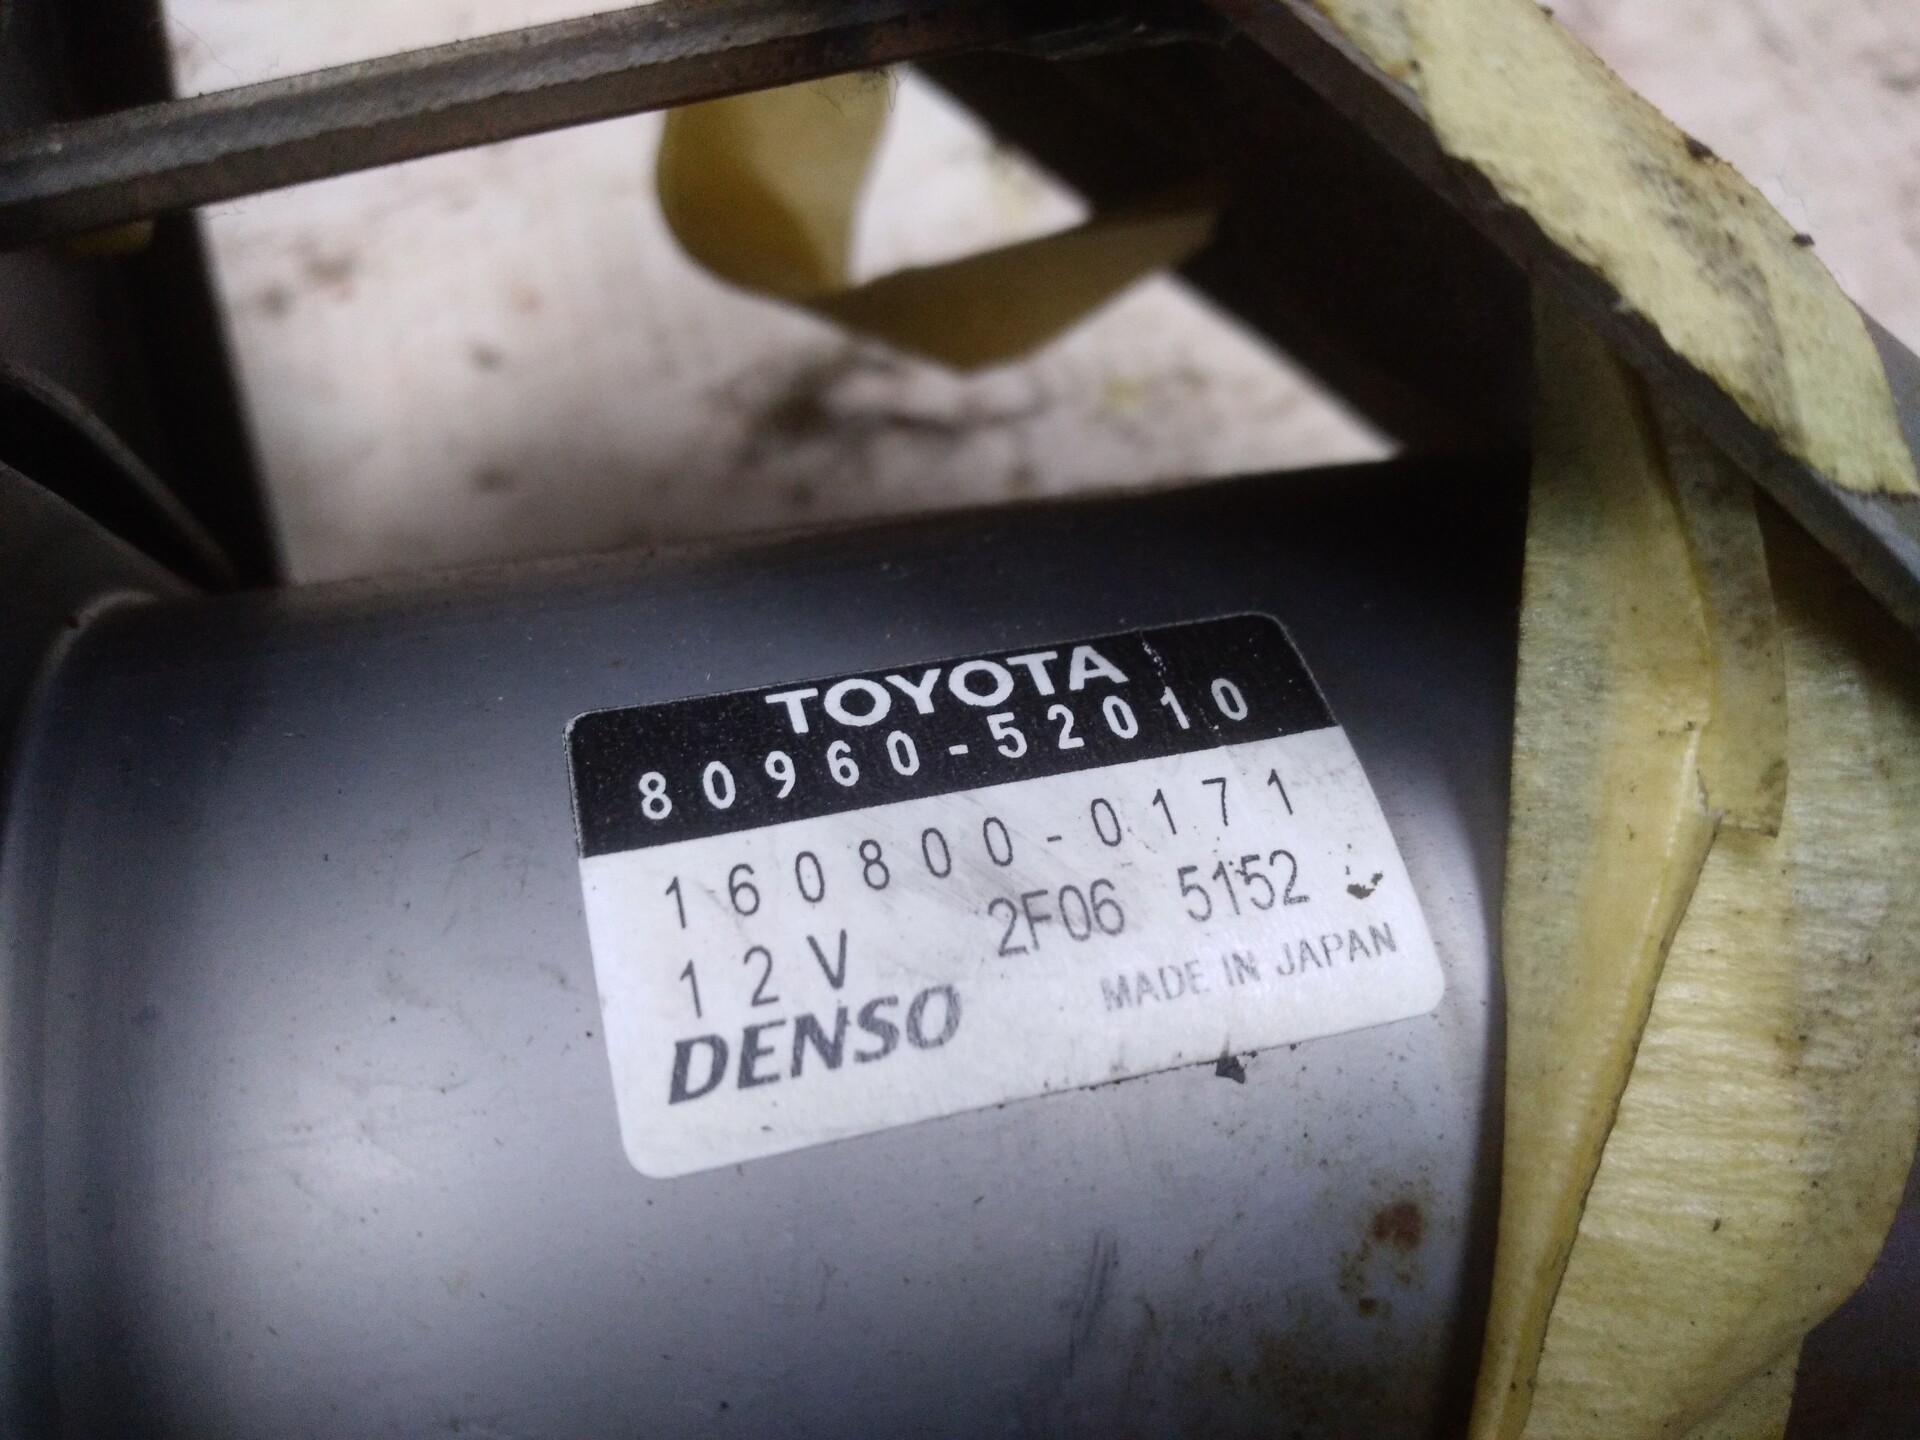 TOYOTA
80960-52010
160800-0171
12V 2F06 5152
DENSO MADE IN JAPAN